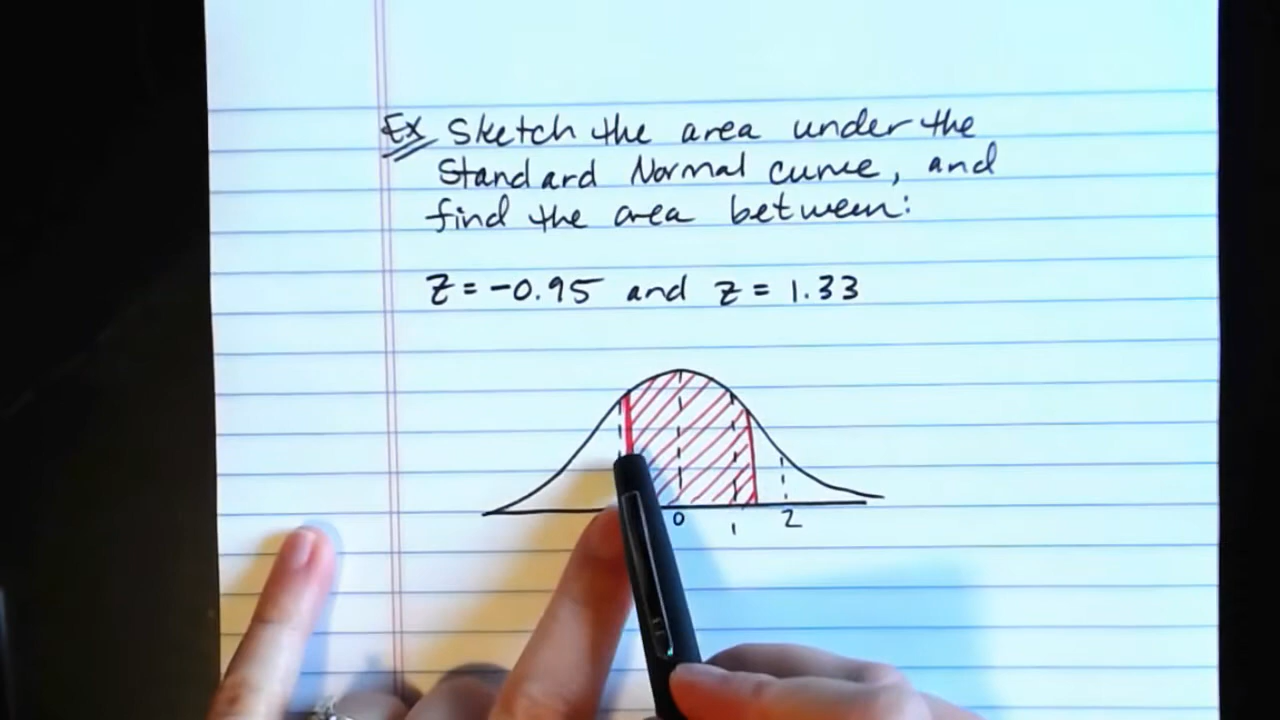 Ex Sketch the area under the
Standard Normal curve, and
find the area between:
Z = -0.95 and z = 1.33
0 1 2